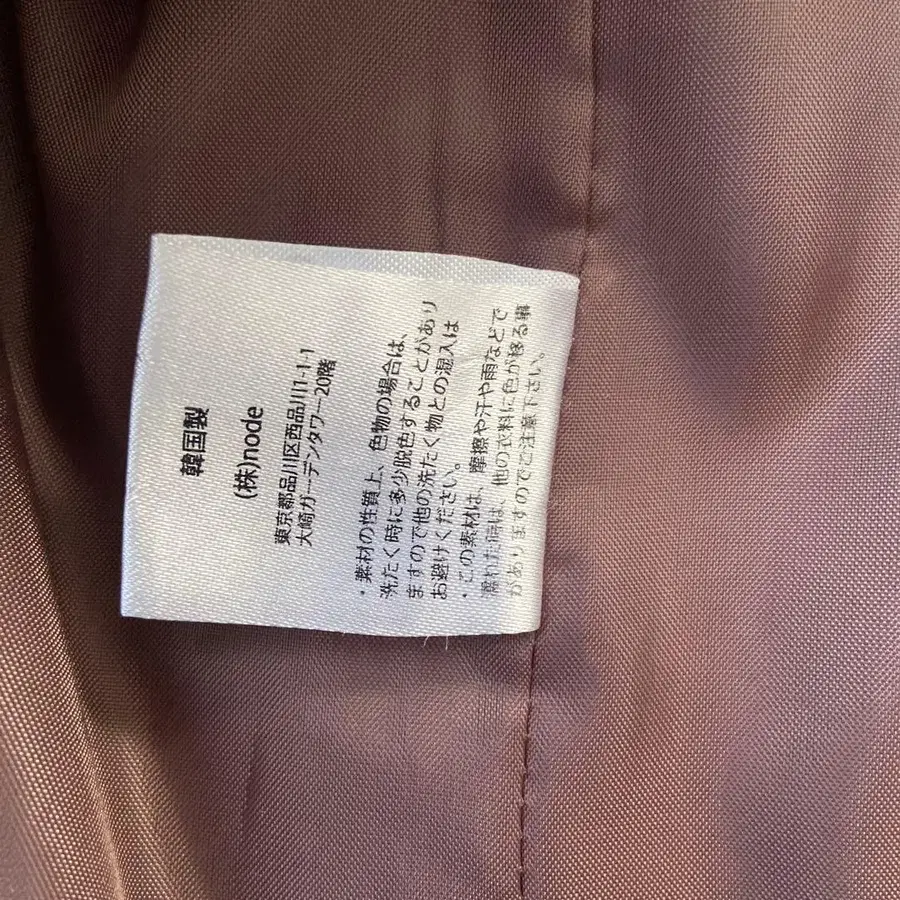 ・素材の性質上、色物の場合は、
洗たく時に多少脱色することがあり
ますので他の洗たく物との混入は
お避けください。
・この素材は、摩擦や汗や雨などで
濡れた時は、他の衣料に色が移る事
がありますのでご注意下さい。
東京都品川区西品川1-1-1
大崎ガーデンタワー20階
(株)node
韓国製